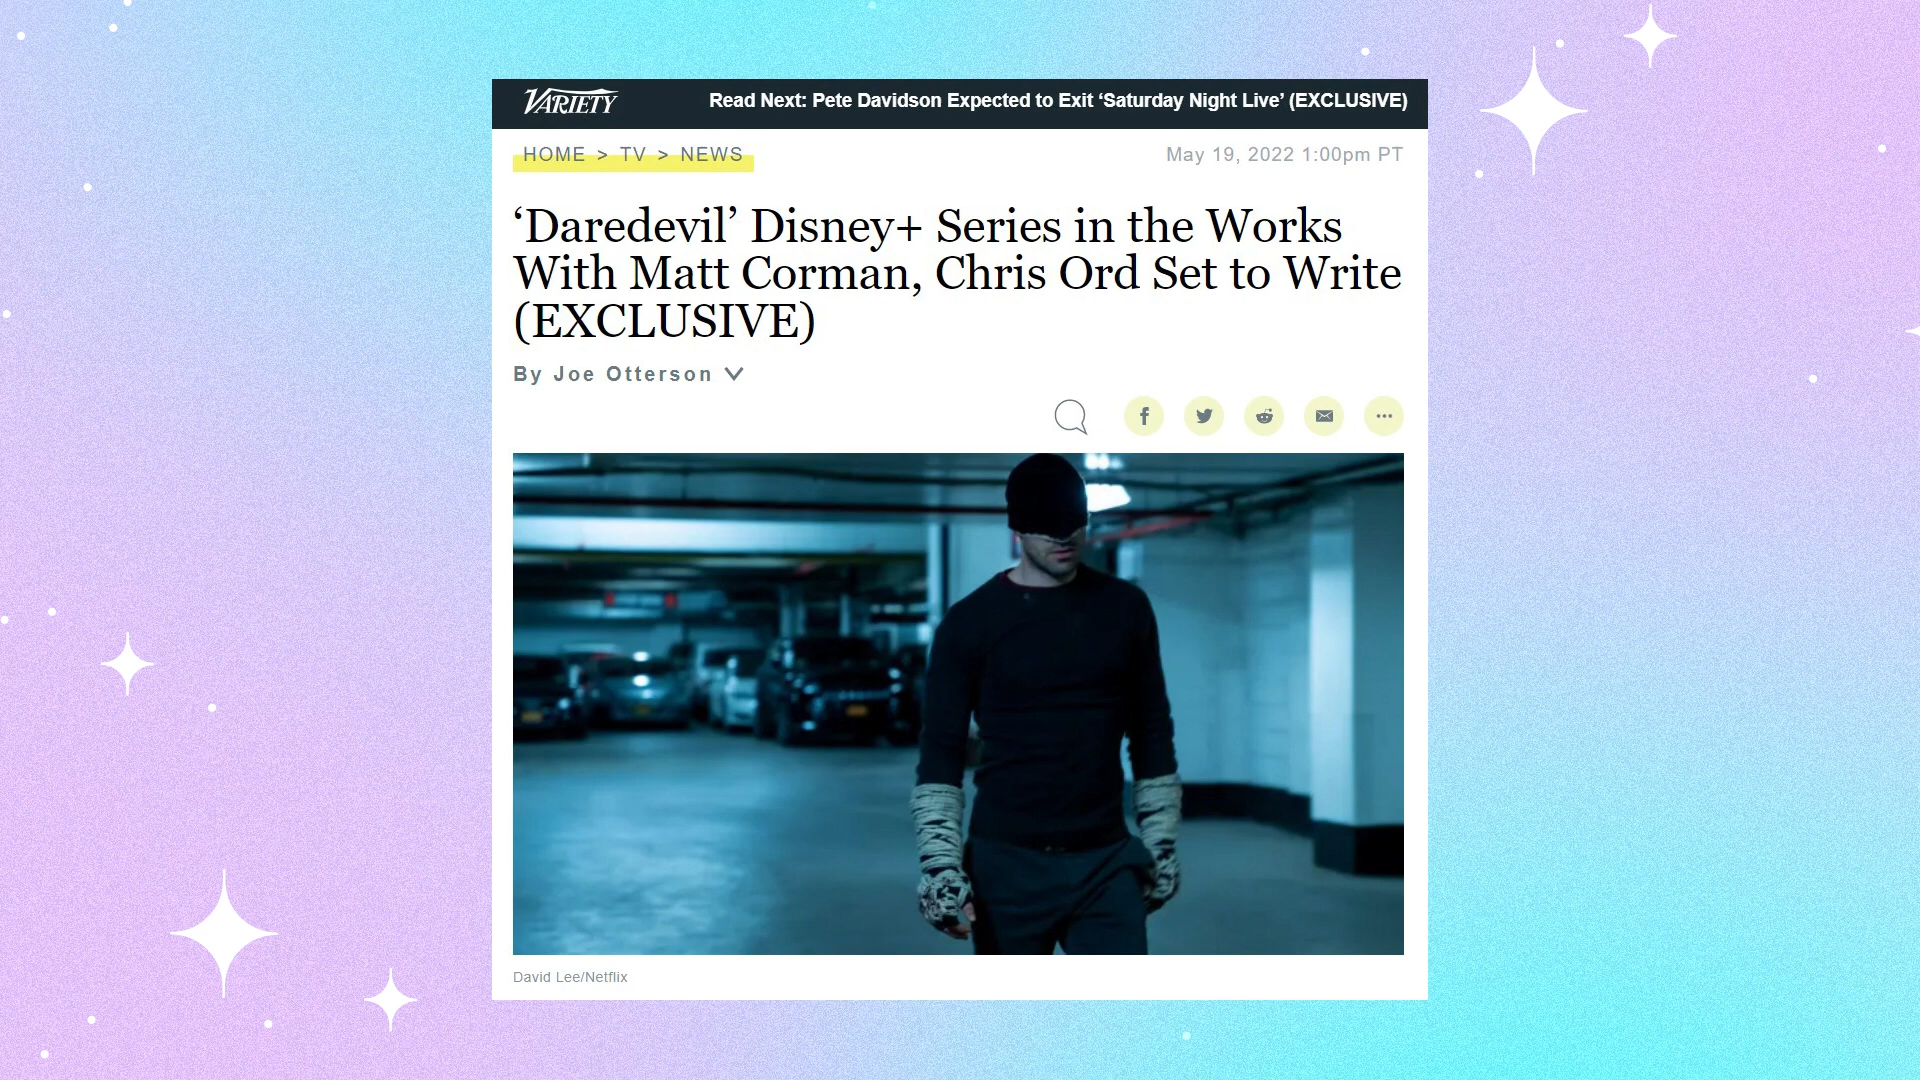 VARIETY
Read Next: Pete Davidson Expected to Exit ‘Saturday Night Live’ (EXCLUSIVE)
HOME > TV > NEWS
May 19, 2022 1:00pm PT
‘Daredevil’ Disney+ Series in the Works
With Matt Corman, Chris Ord Set to Write
(EXCLUSIVE)
By Joe Otterson
David Lee/Netflix